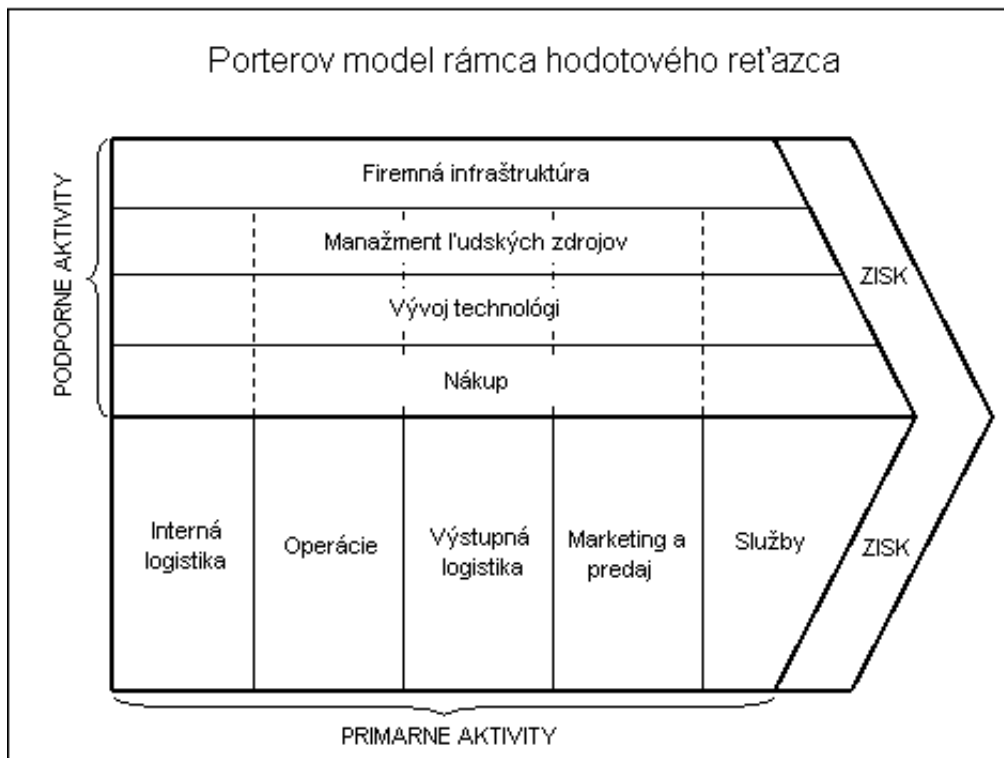 Porterov model rámca hodotového reťazca
PODPORNE AKTIVITY
Firemná infraštruktúra
Manažment ľudských zdrojov
Vývoj technológi
Nákup
ZISK
Interná
logistika
Operácie
Výstupná
logistika
Marketing a
predaj
Služby
ZISK
PRIMARNE AKTIVITY